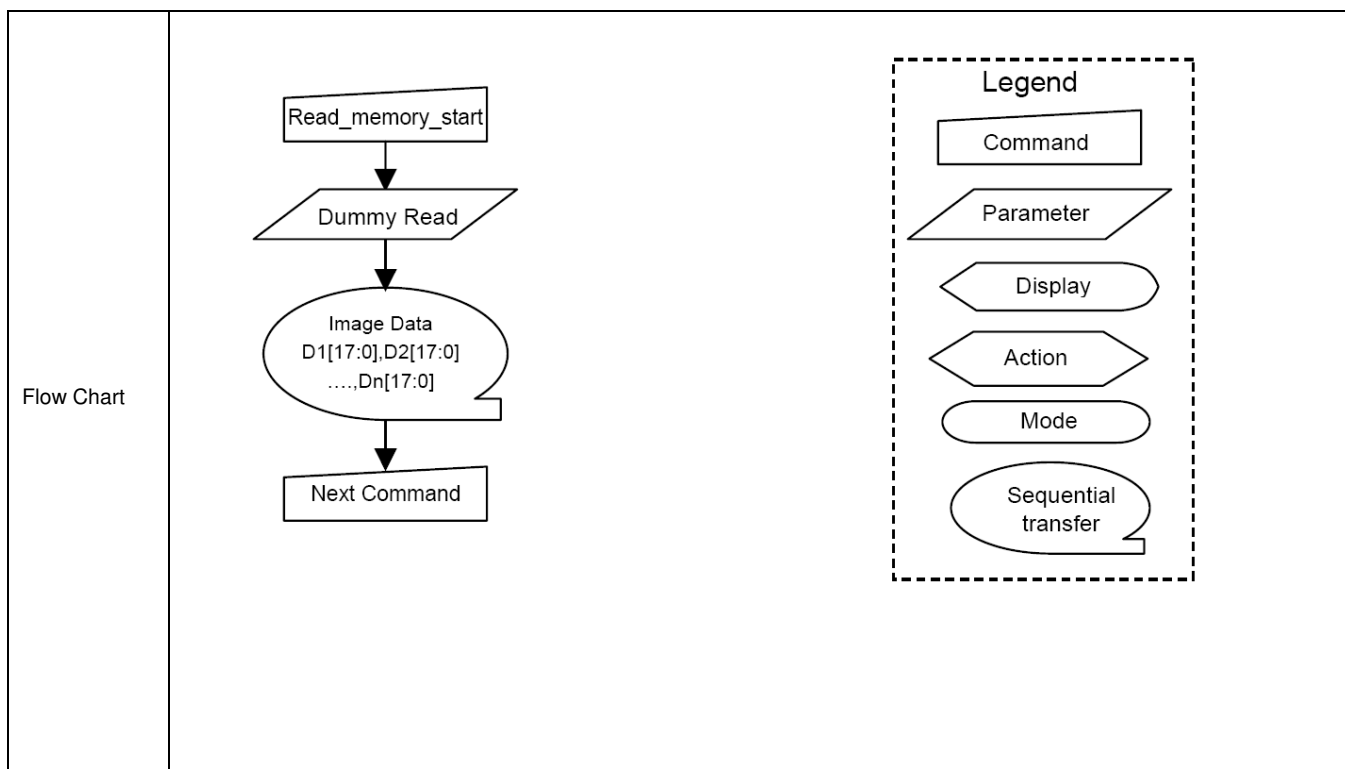 Flow Chart
Read_memory_start
Dummy Read
Image Data
D1[17:0],D2[17:0]
....,Dn[17:0]
Next Command
Legend
Command
Parameter
Display
Action
Mode
Sequential
transfer